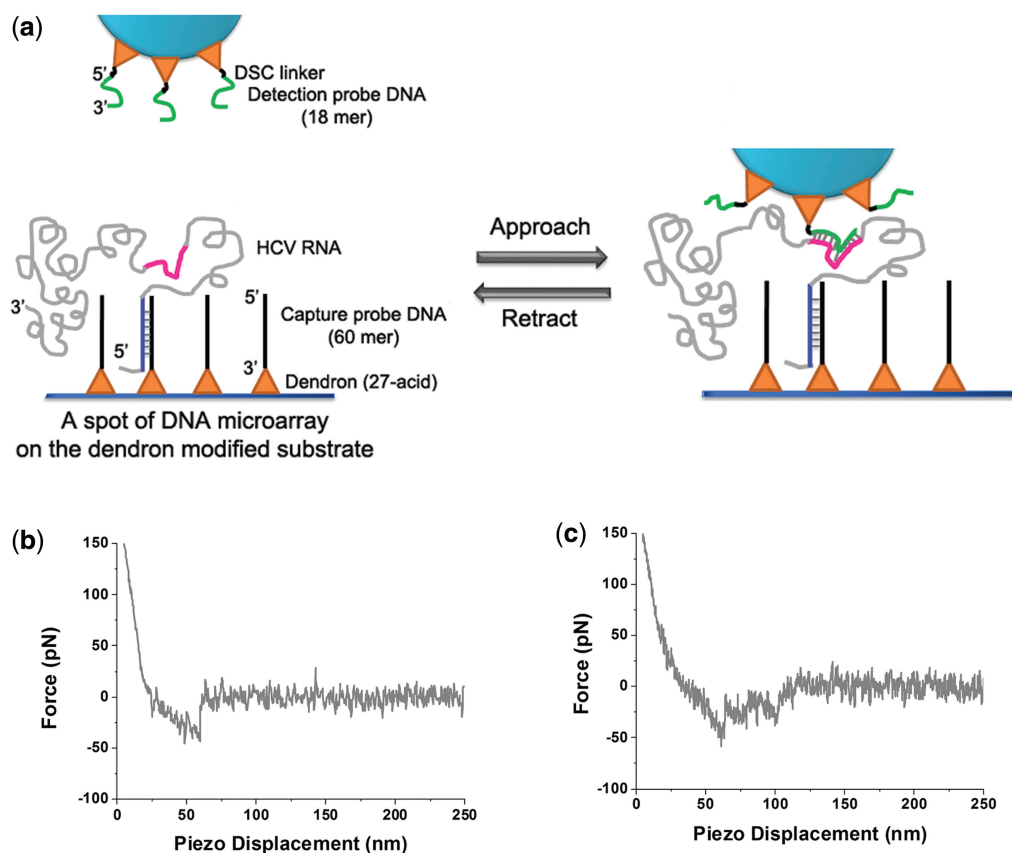 (a)
5'
3'
DSC linker
Detection probe DNA
(18 mer)
HCV RNA
Approach
Retract
3'
5'
5'
Capture probe DNA
(60 mer)
3'
Dendron (27-acid)
A spot of DNA microarray
on the dendron modified substrate
(b)
150
100
50
0
-50
-100
Force (pN)
0
50
100
150
200
250
Piezo Displacement (nm)
(c)
150
100
50
0
-50
-100
Force (pN)
0
50
100
150
200
250
Piezo Displacement (nm)